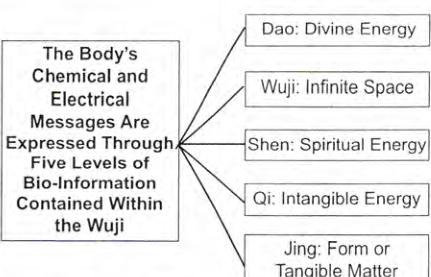 The Body's
Chemical and
Electrical
Messages Are
Expressed Through
Five Levels of
Bio-Information
Contained Within
the Wuji
Dao: Divine Energy
Wuji: Infinite Space
Shen: Spiritual Energy
Qi: Intangible Energy
Jing: Form or
Tangible Matter